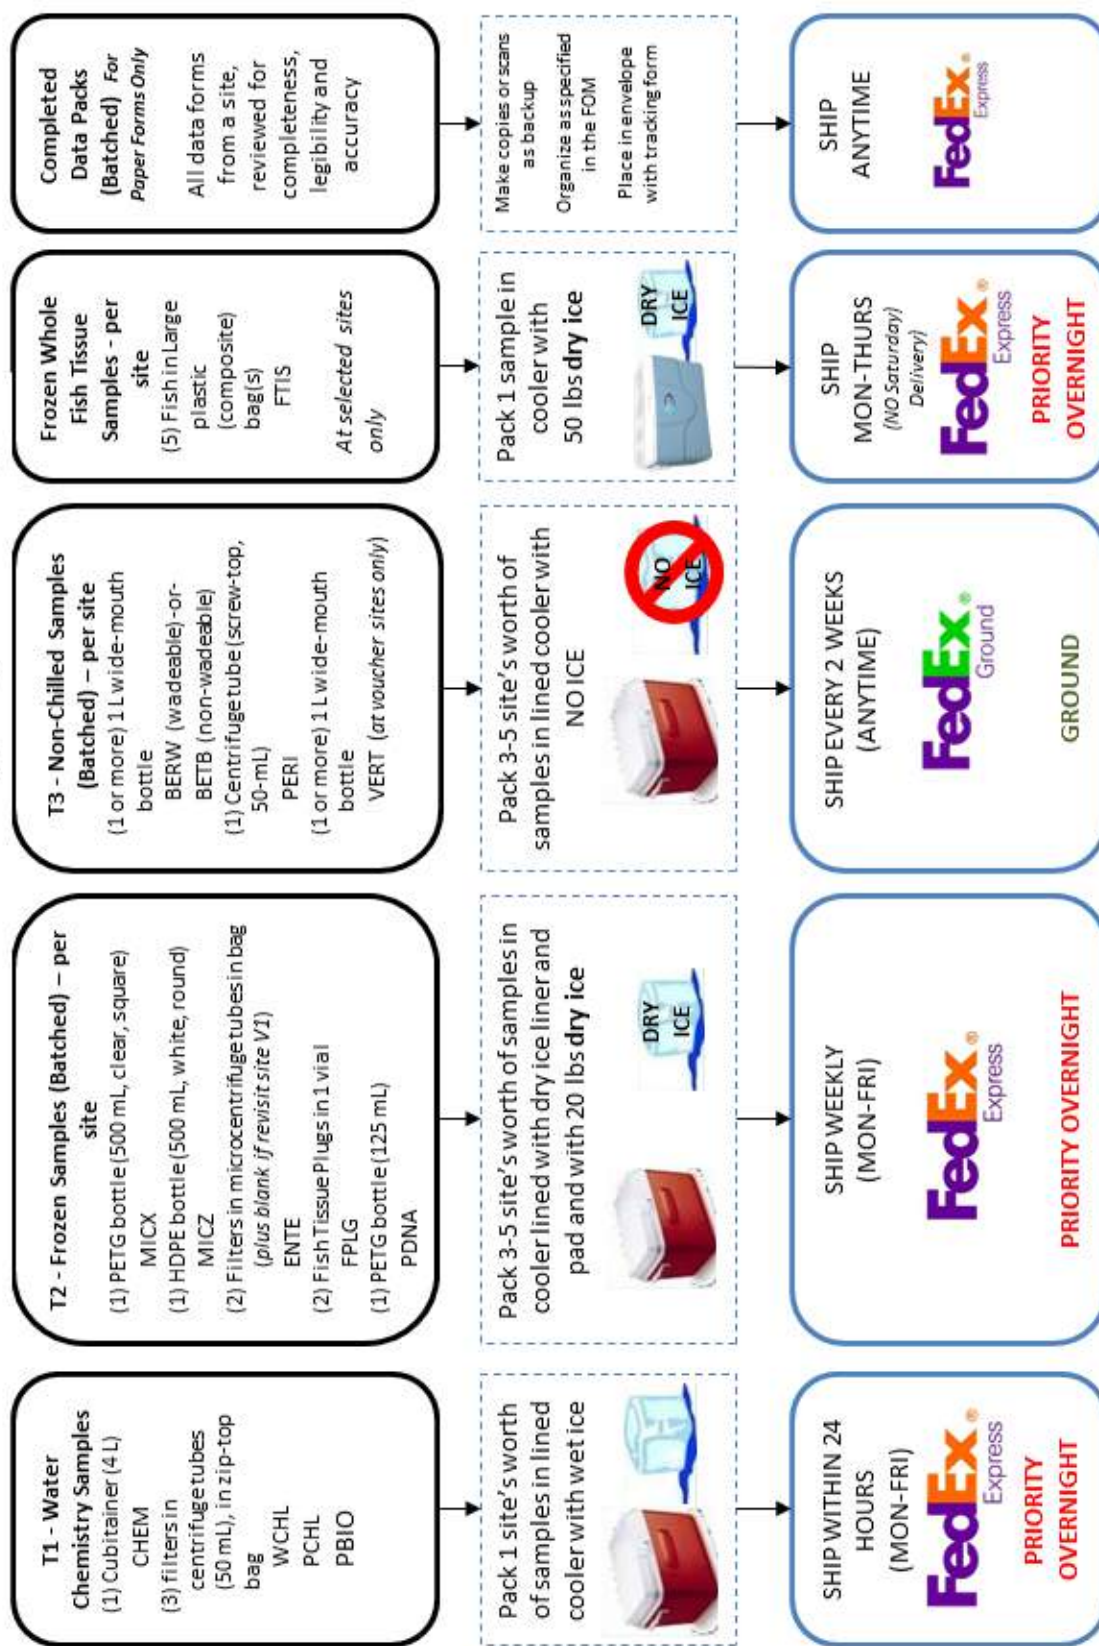 T1 - Water
Chemistry Samples
(1) Cubitainer (4 L)
CHEM
(3) filters in
centrifuge tubes
(50 mL), in zip-top
bag
WCHL
PCHL
PBIO
Pack 1 site's worth
of samples in lined
cooler with wet ice
SHIP WITHIN 24
HOURS
(MON-FRI)
FedEx®
Express
PRIORITY
OVERNIGHT
T2 - Frozen Samples (Batched) – per
site
(1) PETG bottle (500 mL, clear, square)
MICX
(1) HDPE bottle (500 mL, white, round)
MICZ
(2) Filters in microcentrifuge tubes in bag
(plus blank if revisit site V1)
ENTE
(2) Fish Tissue Plugs in 1 vial
FPLG
(1) PETG bottle (125 mL)
PDNA
Pack 3-5 site's worth of samples in
cooler lined with dry ice liner and
pad and with 20 lbs dry ice
DRY
ICE
SHIP WEEKLY
(MON-FRI)
FedEx®
Express
PRIORITY OVERNIGHT
T3 - Non-Chilled Samples
(Batched) – per site
(1 or more) 1 L wide-mouth
bottle
BERW (wadeable) -or-
BETB (non-wadeable)
(1) Centrifuge tube (screw-top,
50-mL)
PERI
(1 or more) 1 L wide-mouth
bottle
VERT (at voucher sites only)
Pack 3-5 site's worth of
samples in lined cooler with
NO ICE
NO
ICE
SHIP EVERY 2 WEEKS
(ANYTIME)
FedEx®
Ground
GROUND
Frozen Whole
Fish Tissue
Samples - per
site
(5) Fish in Large
plastic
(composite)
bag(s)
FTIS
At selected sites
only
Pack 1 sample in
cooler with
50 lbs dry ice
DRY
ICE
SHIP
MON-THURS
(NO Saturday
Delivery)
FedEx®
Express
PRIORITY
OVERNIGHT
Completed
Data Packs
(Batched) For
Paper Forms Only
All data forms
from a site,
reviewed for
completeness,
legibility and
accuracy
Make copies or scans
as backup
Organize as specified
in the FOM
Place in envelope
with tracking form
SHIP
ANYTIME
FedEx®
Express